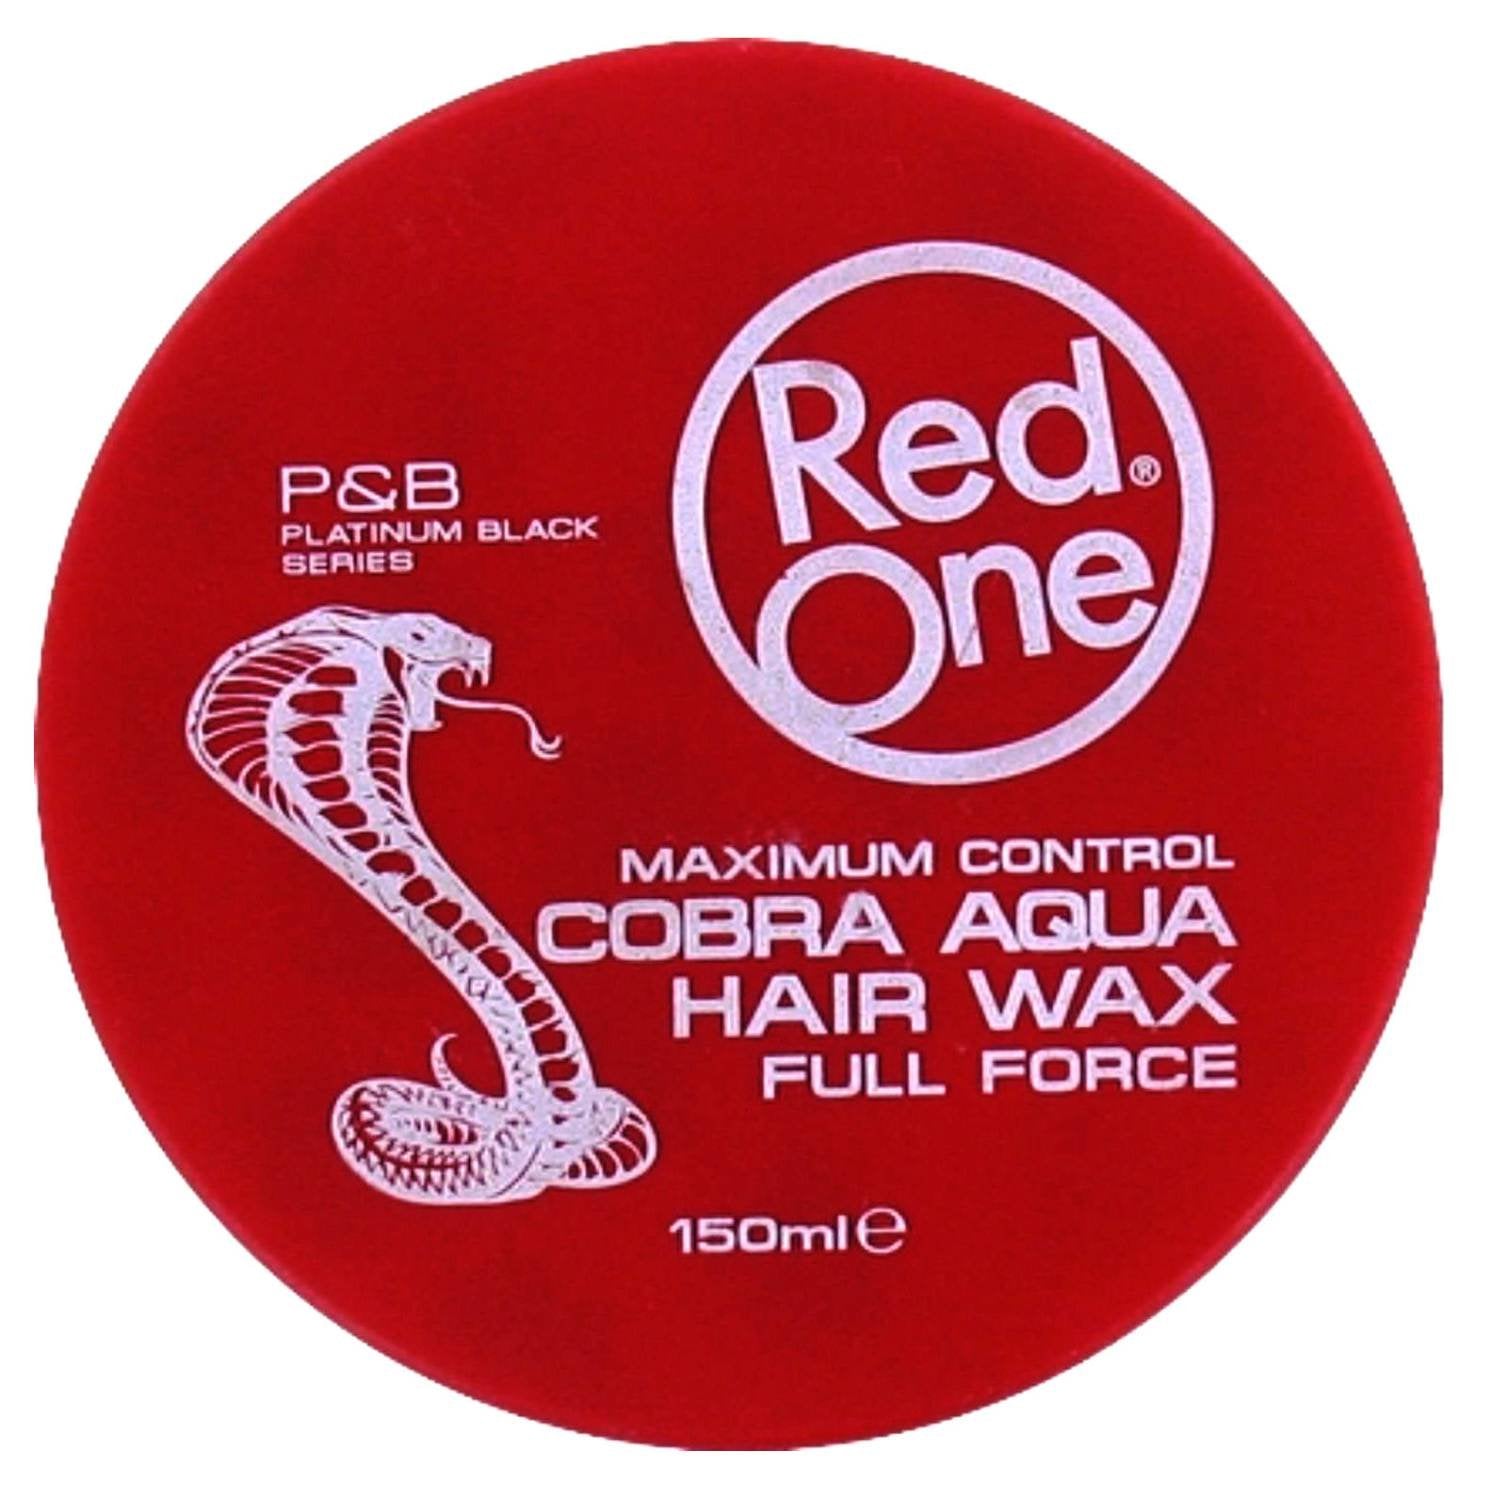 Red®
One
P&B
PLATINUM BLACK
SERIES
MAXIMUM CONTROL
COBRA AQUA
HAIR WAX
FULL FORCE
150ml℮